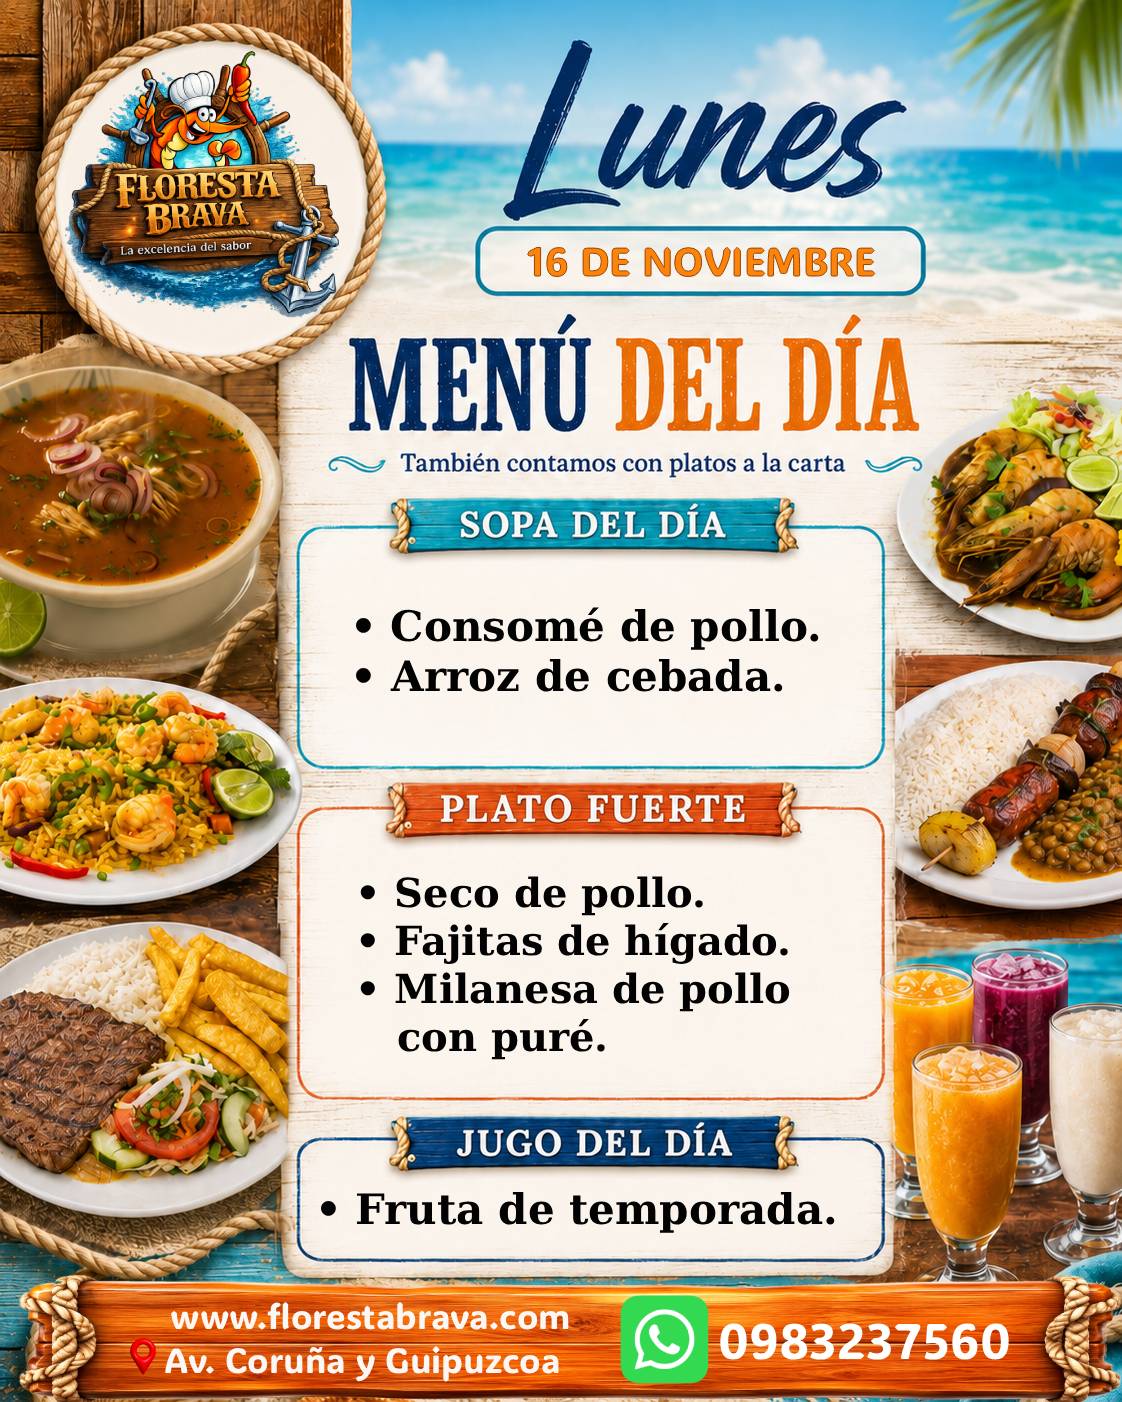 FLORESTA
BRAVA
La excelencia del sabor
Lunes
16 DE NOVIEMBRE
MENÚ DEL DÍA
También contamos con platos a la carta
SOPA DEL DÍA
• Consomé de pollo.
• Arroz de cebada.
PLATO FUERTE
• Seco de pollo.
• Fajitas de hígado.
• Milanesa de pollo
con puré.
JUGO DEL DÍA
• Fruta de temporada.
www.florestabrava.com
Av. Coruña y Guipuzcoa
0983237560